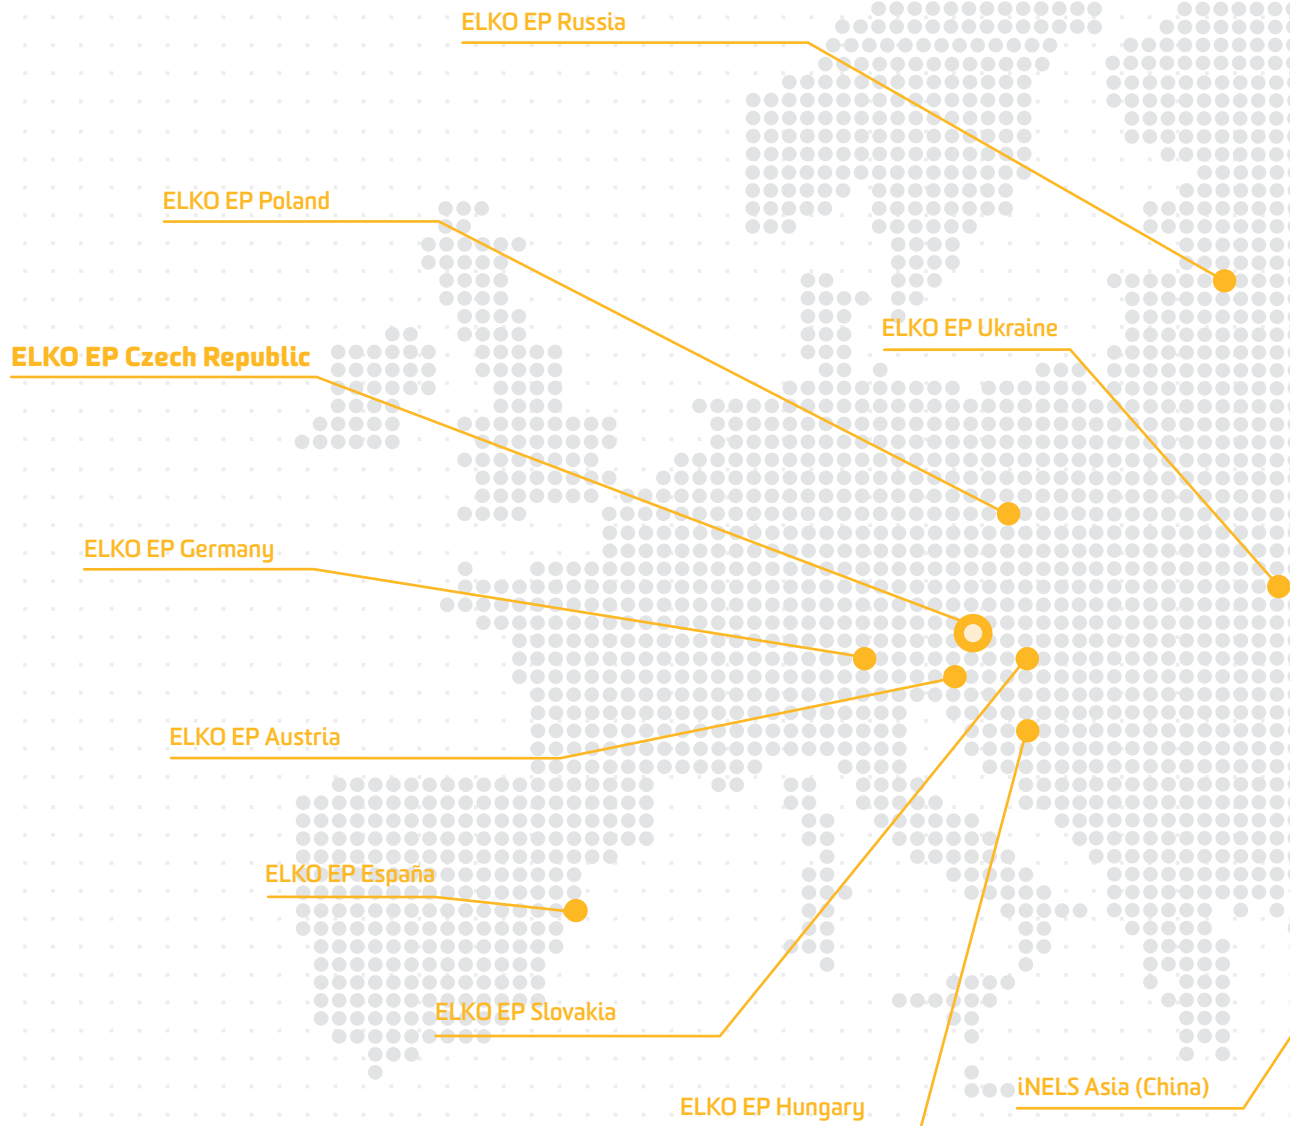 ELKO EP Russia
ELKO EP Poland
ELKO EP Ukraine
ELKO EP Czech Republic
ELKO EP Germany
ELKO EP Austria
ELKO EP España
ELKO EP Slovakia
iNELS Asia (China)
ELKO EP Hungary